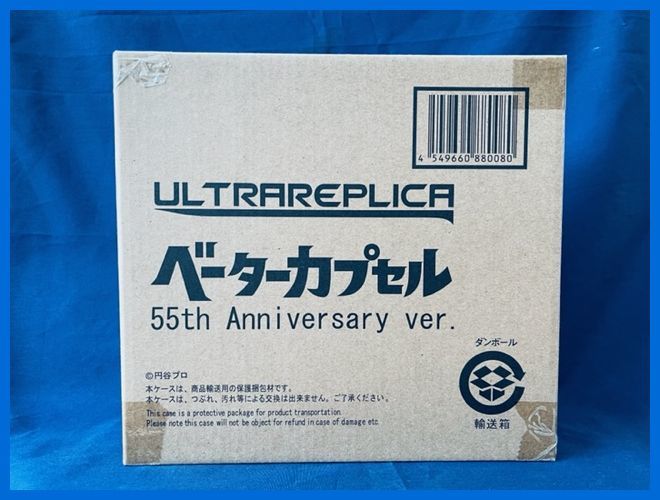 4 549660 880080
ULTRAREPLICA
ベーターカプセル
55th Anniversary ver.
ダンボール
輸送箱
©円谷プロ
本ケースは、商品輸送用の保護梱包材です。
本ケースは、つぶれ、汚れ等による交換は出来ません。ご了承ください。
This case is a protective package for product transportation.
Please note this case will not be object for refund in case of damage etc.